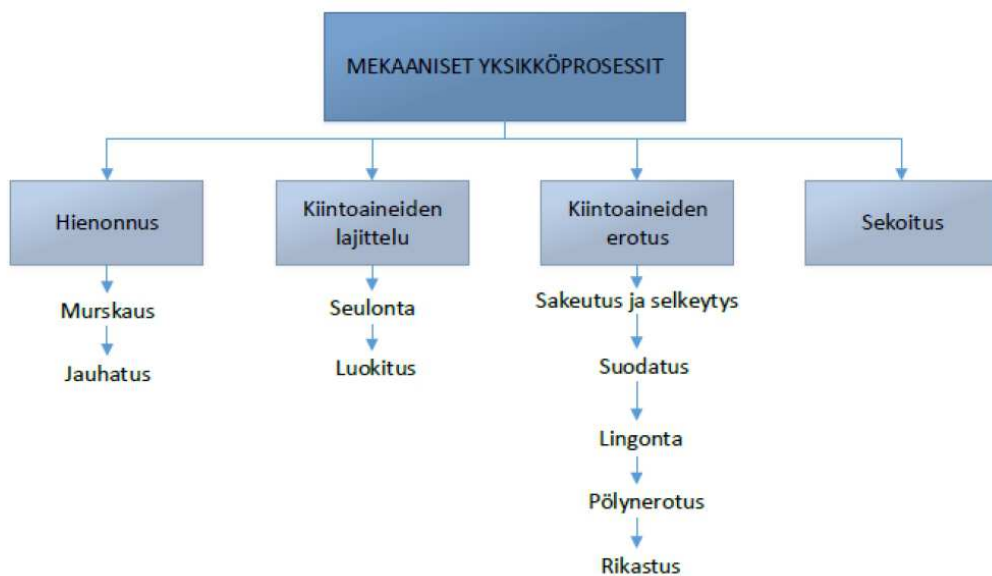 MEKAANISET YKSIKKÖPROSESSIT
Hienonnus
Kiintoaineiden
lajittelu
Kiintoaineiden
erotus
Sekoitus
Murskaus
Jauhatus
Seulonta
Luokitus
Sakeutus ja selkeytys
Suodatus
Lingonta
Pölynerotus
Rikastus